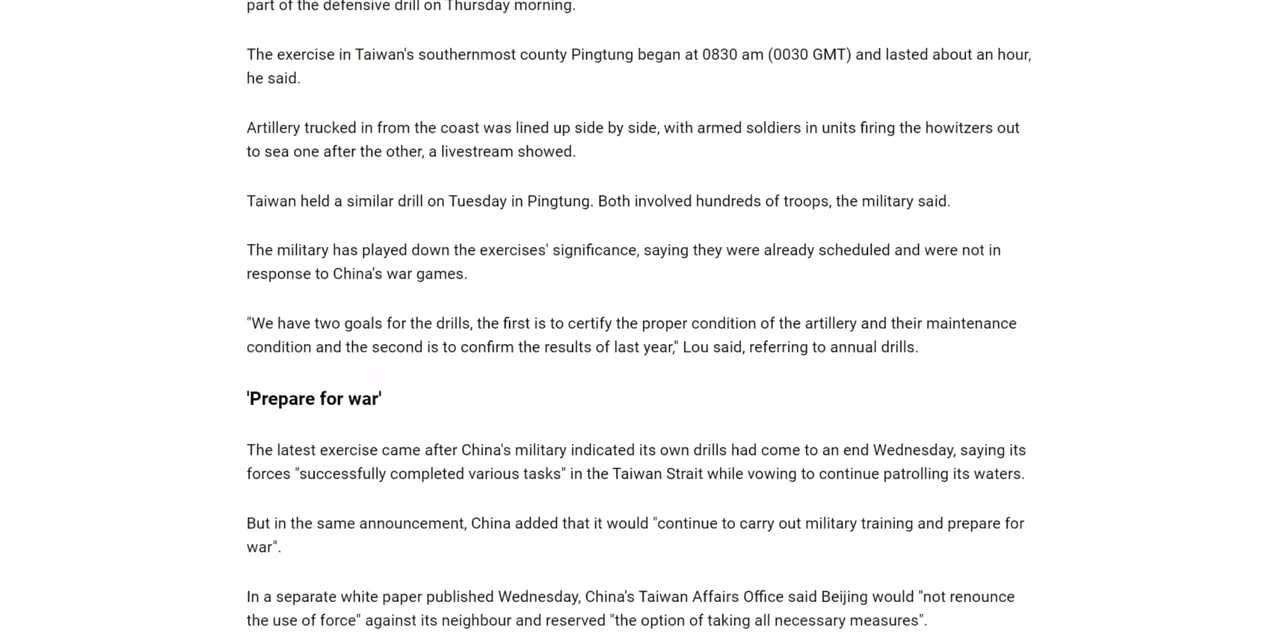 part of the defensive drill on Thursday morning.
The exercise in Taiwan's southernmost county Pingtung began at 0830 am (0030 GMT) and lasted about an hour,
he said.
Artillery trucked in from the coast was lined up side by side, with armed soldiers in units firing the howitzers out
to sea one after the other, a livestream showed.
Taiwan held a similar drill on Tuesday in Pingtung. Both involved hundreds of troops, the military said.
The military has played down the exercises' significance, saying they were already scheduled and were not in
response to China's war games.
"We have two goals for the drills, the first is to certify the proper condition of the artillery and their maintenance
condition and the second is to confirm the results of last year," Lou said, referring to annual drills.
'Prepare for war'
The latest exercise came after China's military indicated its own drills had come to an end Wednesday, saying its
forces "successfully completed various tasks" in the Taiwan Strait while vowing to continue patrolling its waters.
But in the same announcement, China added that it would "continue to carry out military training and prepare for
war".
In a separate white paper published Wednesday, China's Taiwan Affairs Office said Beijing would "not renounce
the use of force" against its neighbour and reserved "the option of taking all necessary measures".